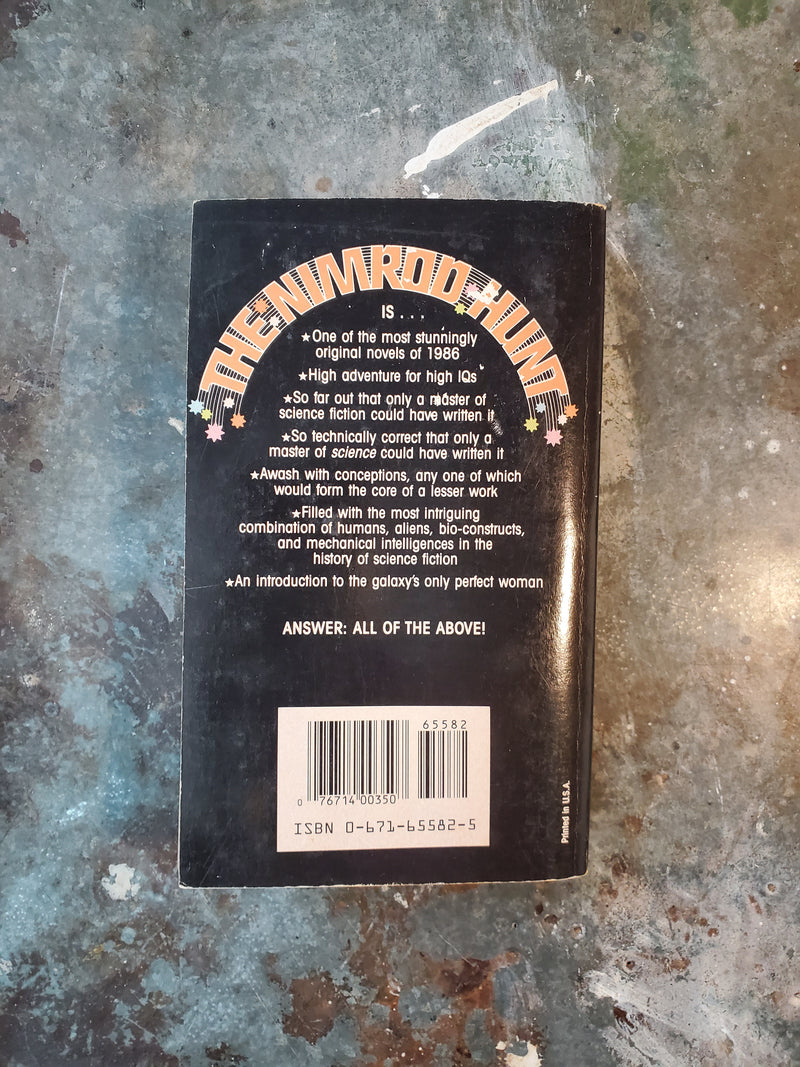 THE NIMROD HUNT
IS . . .
★One of the most stunningly
original novels of 1986
★High adventure for high IQs
★So far out that only a master of
science fiction could have written it
★So technically correct that only a
master of science could have written it
★Awash with conceptions, any one of which
would form the core of a lesser work
★Filled with the most intriguing
combination of humans, aliens, bio-constructs,
and mechanical intelligences in the
history of science fiction
★An introduction to the galaxy's only perfect woman
ANSWER: ALL OF THE ABOVE!
65582
0 76714 00350
ISBN 0-671-65582-5
Printed in U.S.A.